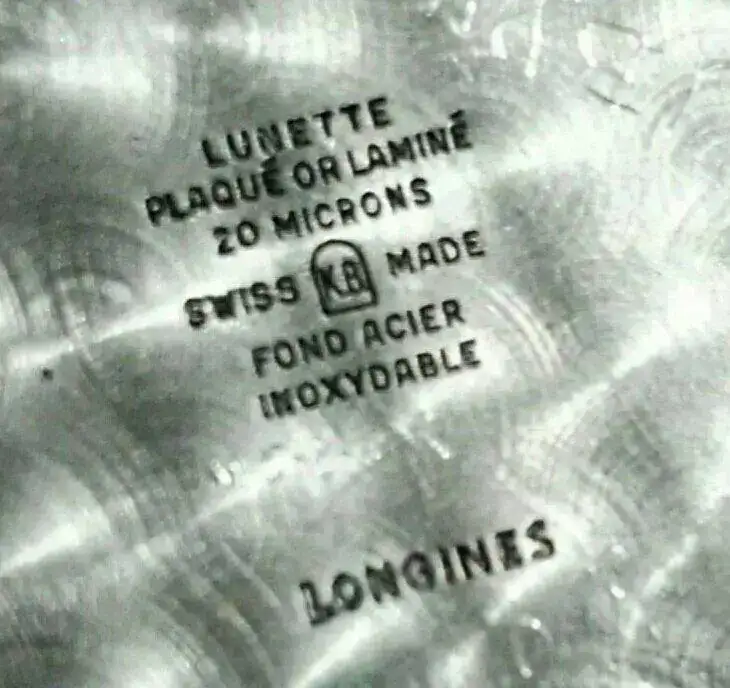 LUNETTE
PLAQUÉ OR LAMINÉ
20 MICRONS
SWISS KB MADE
FOND ACIER
INOXYDABLE
LONGINES